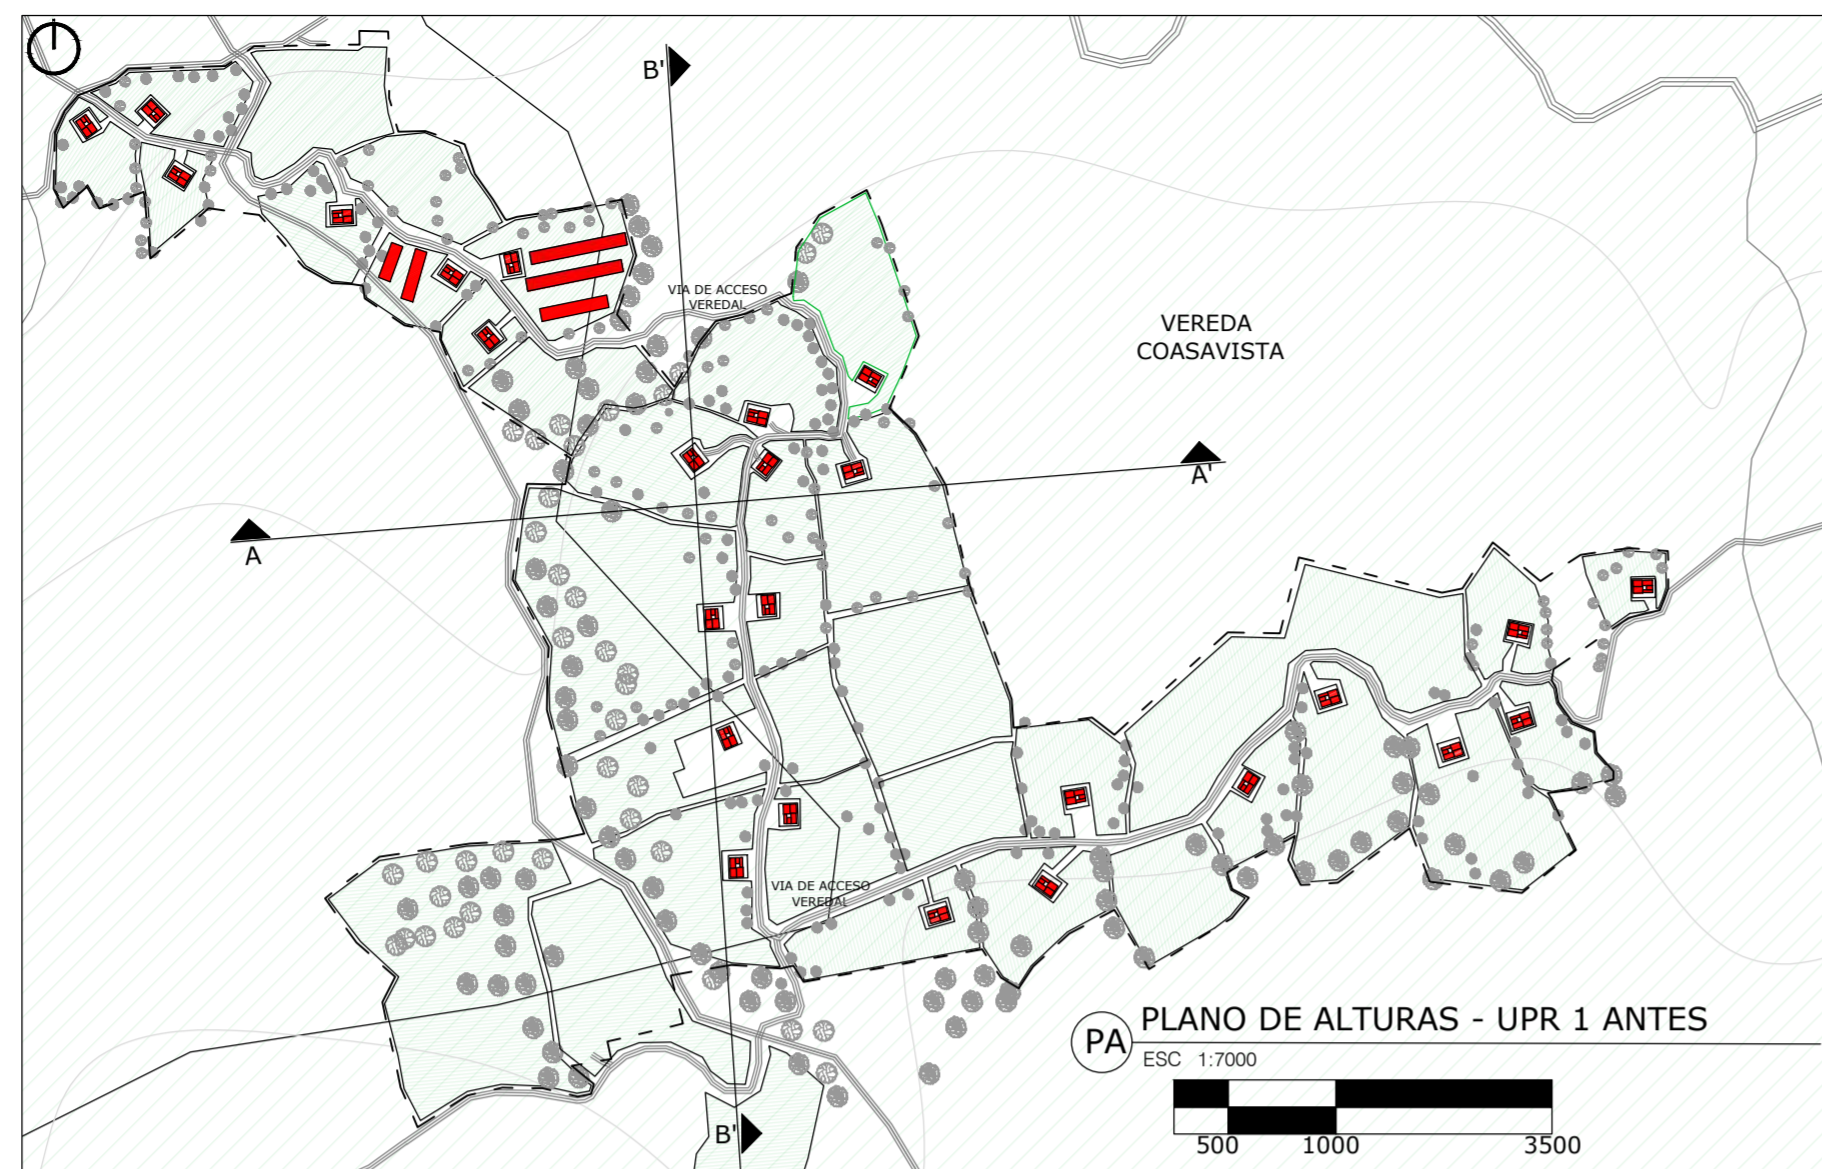 B'
VIA DE ACCESO
VEREDAL
VEREDA
COASAVISTA
A'
A
VIA DE ACCESO
VEREDAL
PA
PLANO DE ALTURAS - UPR 1 ANTES
ESC 1:7000
B'
500 1000 3500